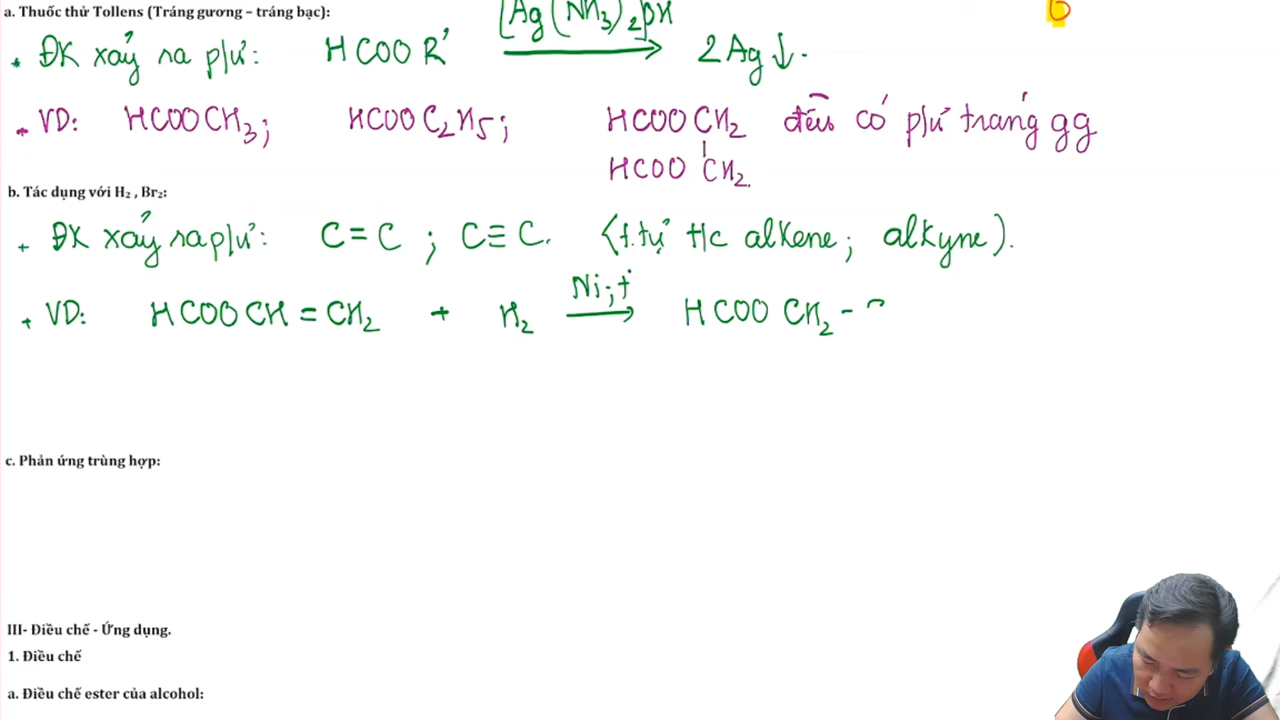 a. Thuốc thử Tollens (Tráng gương – tráng bạc):
[Ag(NH3)2]OH
+ ĐK xảy ra p/ư: HCOOR' → 2Ag↓.
+ VD: HCOOCH3; HCOOC2H5; HCOOCH2 đều có p/ư tráng gg
HCOOCH2.
b. Tác dụng với H₂ , Br₂:
+ ĐK xảy ra p/ư: C=C ; C≡C. (t.tự t/c alkene; alkyne).
Ni; t°
+ VD: HCOOCH=CH2 + H2 → HCOOCH2-
c. Phản ứng trùng hợp:
III- Điều chế - Ứng dụng.
1. Điều chế
a. Điều chế ester của alcohol: